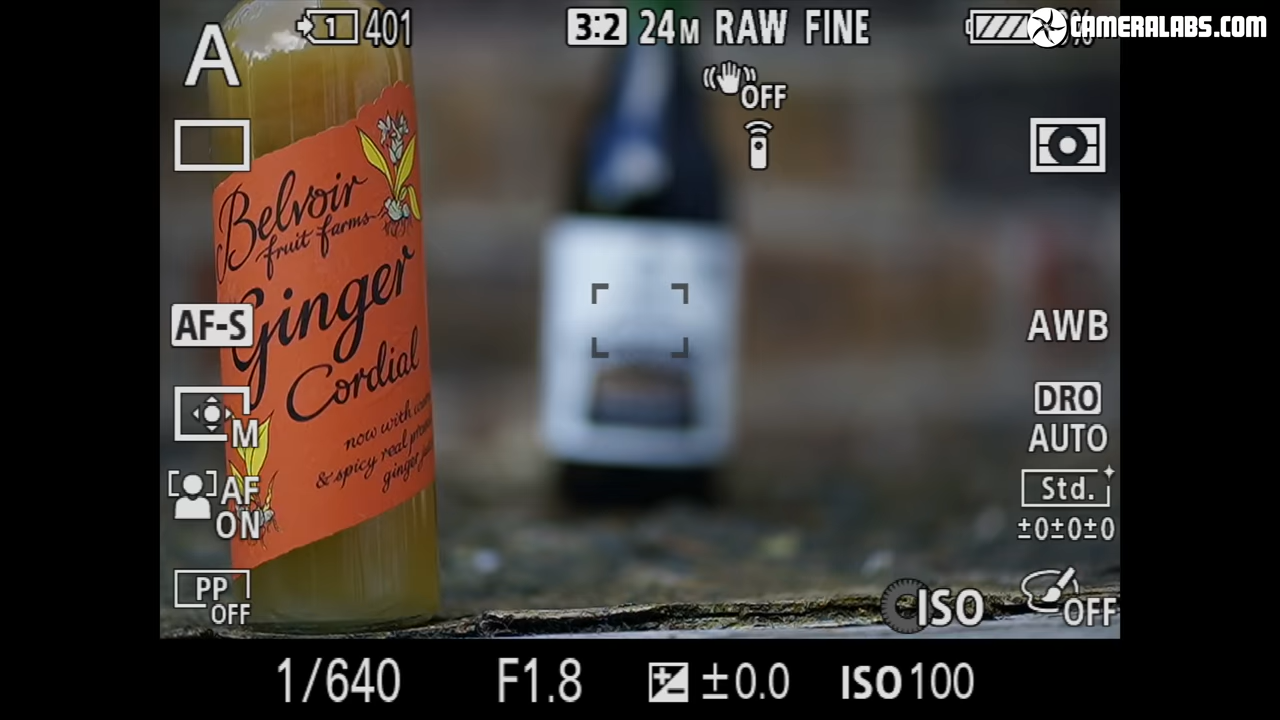 A
1 401
3:2 24M RAW FINE
CAMERALABS.COM
OFF
Belvoir
fruit farms
Ginger
Cordial
now with
& spicy real
ginger
AF-S
M
AF
ON
PP
OFF
AWB
DRO
AUTO
Std.
±0±0±0
ISO
OFF
1/640 F1.8 ±0.0 ISO 100